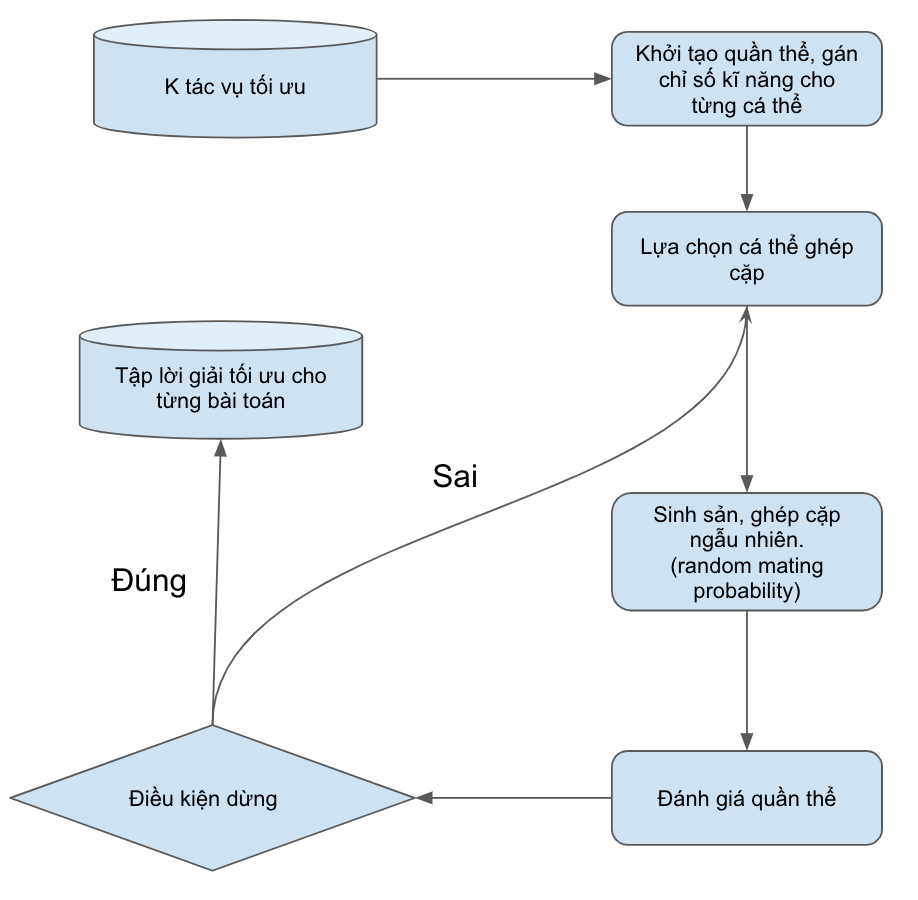 K tác vụ tối ưu
Khởi tạo quần thể, gán
chỉ số kĩ năng cho
từng cá thể
Lựa chọn cá thể ghép
cặp
Tập lời giải tối ưu cho
từng bài toán
Sai
Sinh sản, ghép cặp
ngẫu nhiên.
(random mating
probability)
Đúng
Điều kiện dừng
Đánh giá quần thể